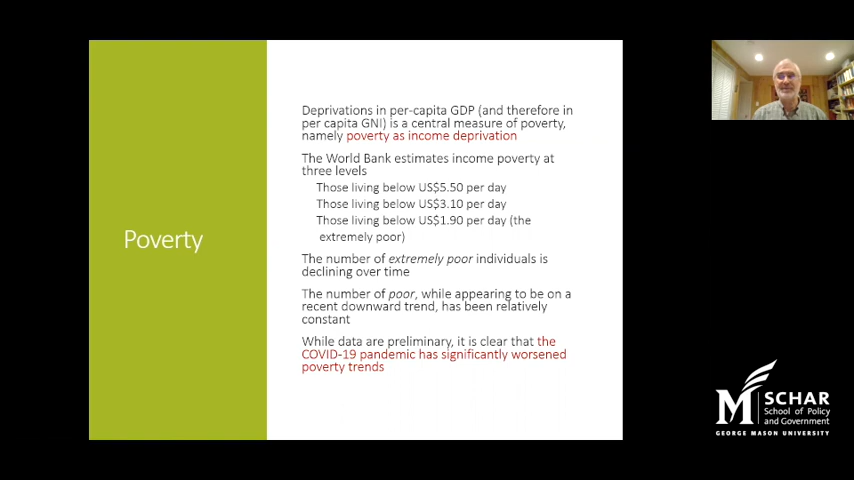 Poverty
Deprivations in per-capita GDP (and therefore in
per capita GNI) is a central measure of poverty,
namely poverty as income deprivation
The World Bank estimates income poverty at
three levels
Those living below US$5.50 per day
Those living below US$3.10 per day
Those living below US$1.90 per day (the
extremely poor)
The number of extremely poor individuals is
declining over time
The number of poor, while appearing to be on a
recent downward trend, has been relatively
constant
While data are preliminary, it is clear that the
COVID-19 pandemic has significantly worsened
poverty trends
M SCHAR
School of Policy
and Government
GEORGE MASON UNIVERSITY